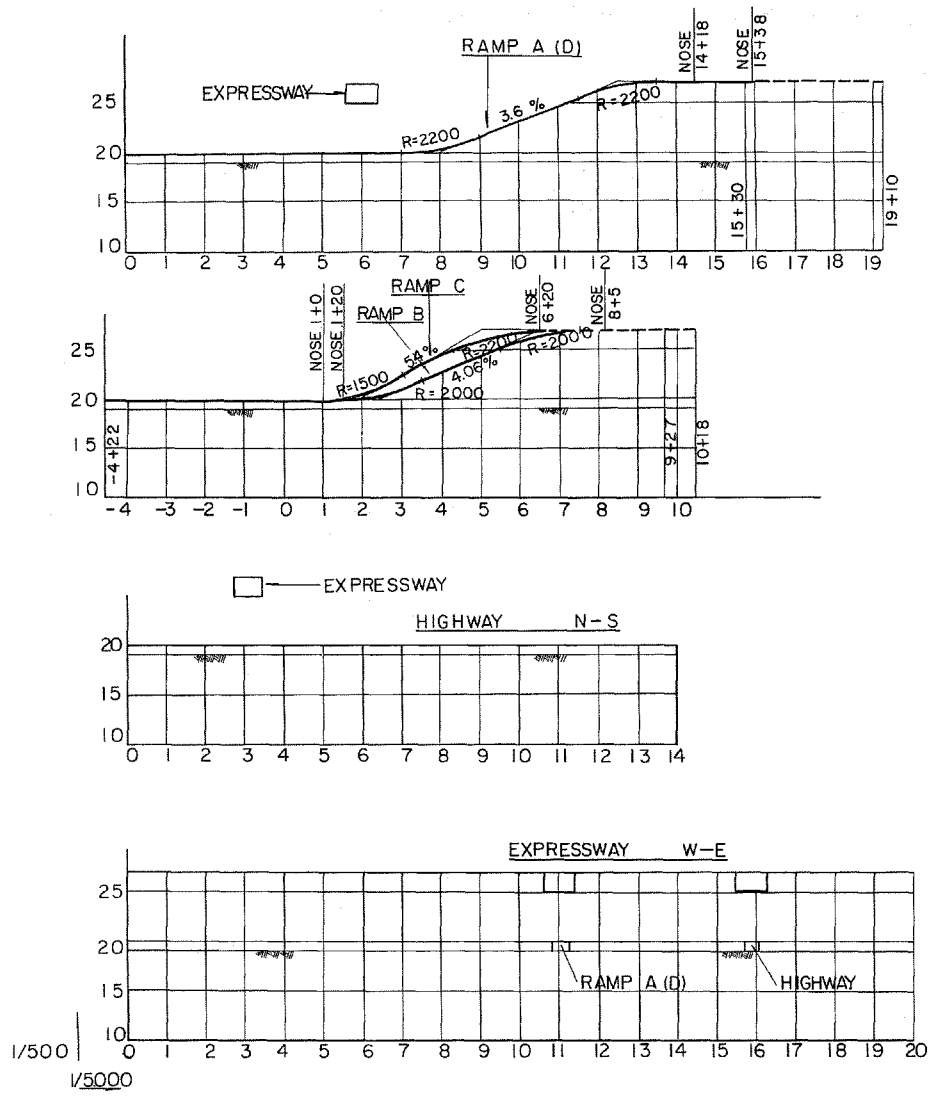 RAMP A (D)
NOSE
14+18
NOSE
15+38
EXPRESSWAY
25
20
15
10
R=2200
3.6 %
R=2200
15+30
19+10
0 1 2 3 4 5 6 7 8 9 10 11 12 13 14 15 16 17 18 19
RAMP C
RAMP B
NOSE 1+0
NOSE 1+20
NOSE
6+20
NOSE
8+5
25
20
15
10
R=1500
5.4 %
R=2200
4.06%
R=2000
R=2000
-4+22
9+27
10+18
-4 -3 -2 -1 0 1 2 3 4 5 6 7 8 9 10
EXPRESSWAY
HIGHWAY N-S
20
15
10
0 1 2 3 4 5 6 7 8 9 10 11 12 13 14
EXPRESSWAY W-E
25
20
15
10
RAMP A (D)
HIGHWAY
0 1 2 3 4 5 6 7 8 9 10 11 12 13 14 15 16 17 18 19 20
1/500
1/5000